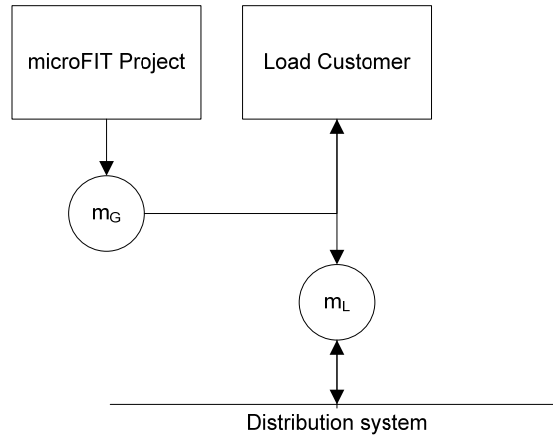 microFIT Project
Load Customer
mG
mL
Distribution system